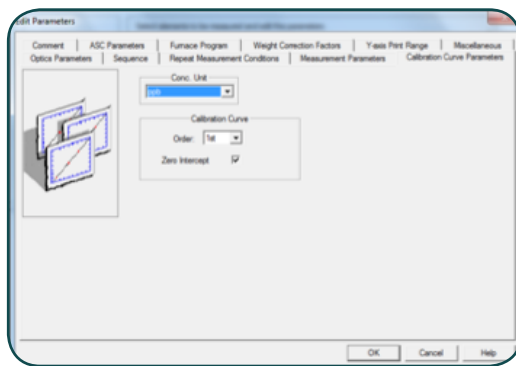 Edit Parameters
Comment ASC Parameters Furnace Program Weight Correction Factors Y-axis Print Range Miscellaneous
Optics Parameters Sequence Repeat Measurement Conditions Measurement Parameters Calibration Curve Parameters
Conc. Unit
ppb
Calibration Curve
Order: 1st
Zero Intercept
OK Cancel Help